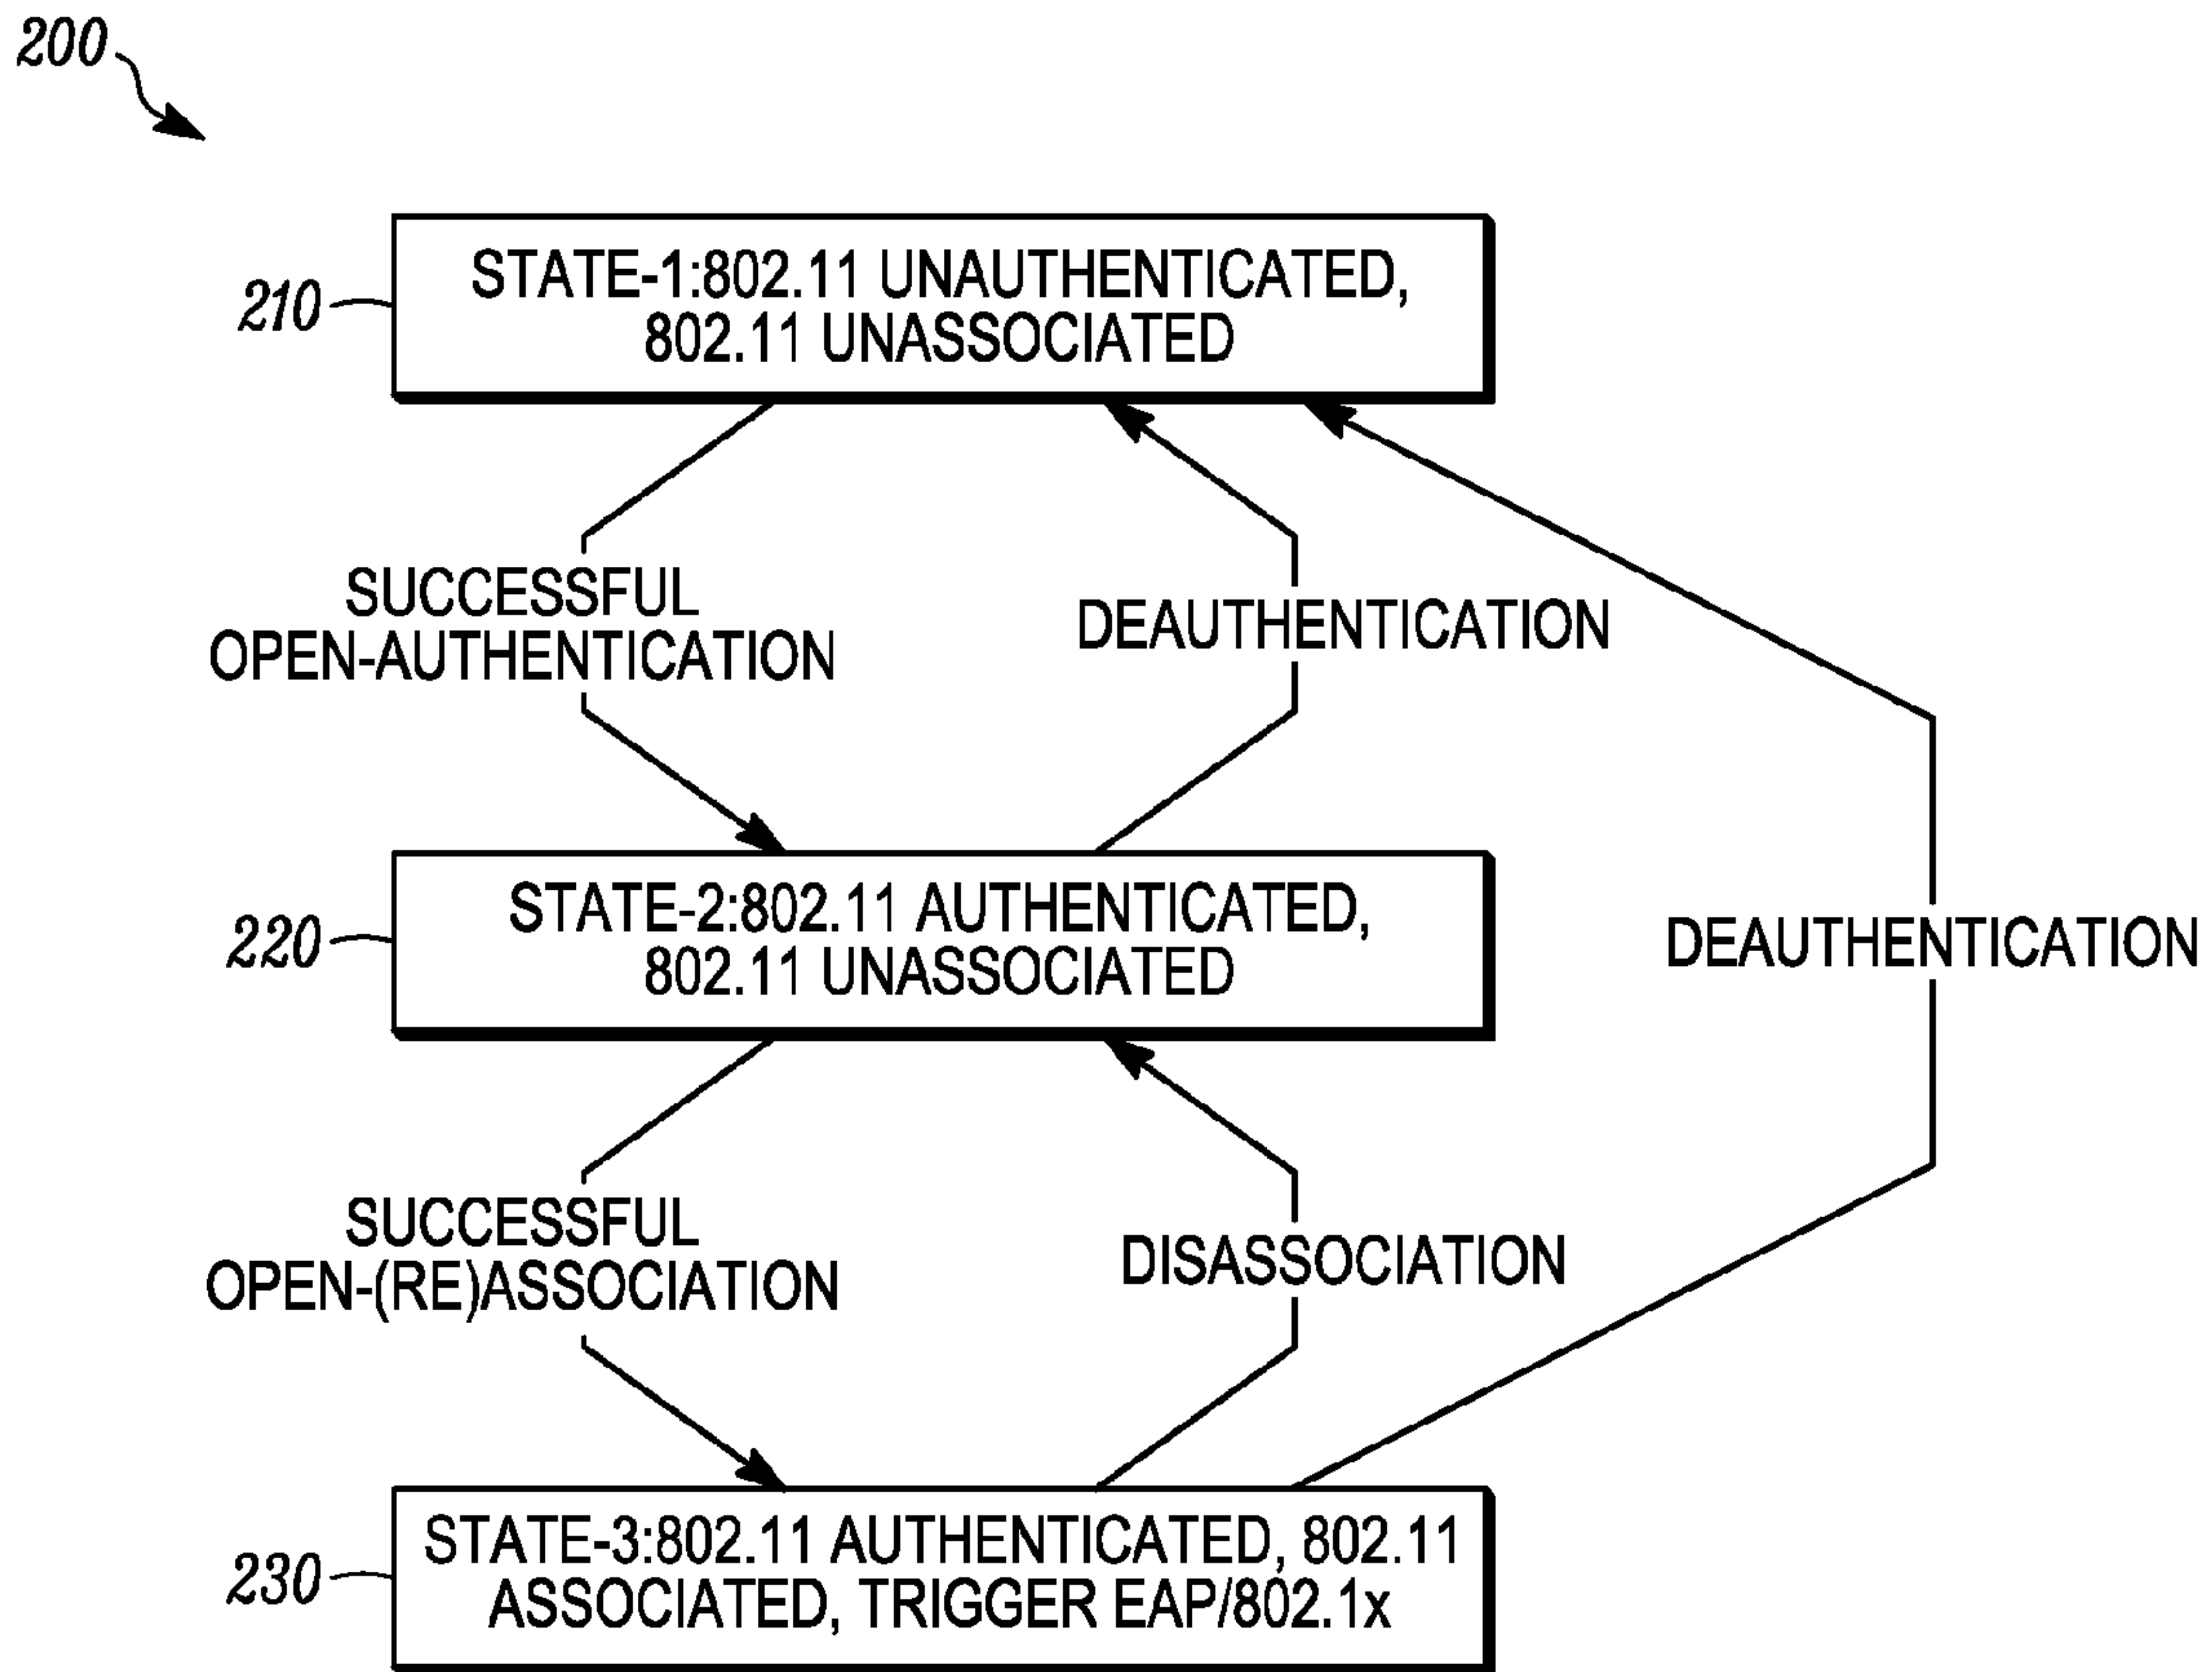 200
210
STATE-1:802.11 UNAUTHENTICATED,
802.11 UNASSOCIATED
SUCCESSFUL
OPEN-AUTHENTICATION
DEAUTHENTICATION
220
STATE-2:802.11 AUTHENTICATED,
802.11 UNASSOCIATED
DEAUTHENTICATION
SUCCESSFUL
OPEN-(RE)ASSOCIATION
DISASSOCIATION
230
STATE-3:802.11 AUTHENTICATED, 802.11
ASSOCIATED, TRIGGER EAP/802.1x